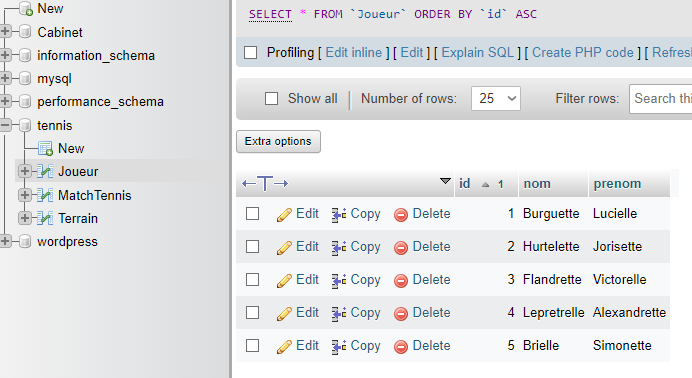 New
Cabinet
information_schema
mysql
performance_schema
tennis
New
Joueur
MatchTennis
Terrain
wordpress
SELECT * FROM `Joueur` ORDER BY `id` ASC
Profiling [ Edit inline ] [ Edit ] [ Explain SQL ] [ Create PHP code ] [ Refres
Show all Number of rows: 25 Filter rows: Search thi
Extra options
id 1 nom prenom
Edit Copy Delete 1 Burguette Lucielle
Edit Copy Delete 2 Hurtelette Jorisette
Edit Copy Delete 3 Flandrette Victorelle
Edit Copy Delete 4 Lepretrelle Alexandrette
Edit Copy Delete 5 Brielle Simonette